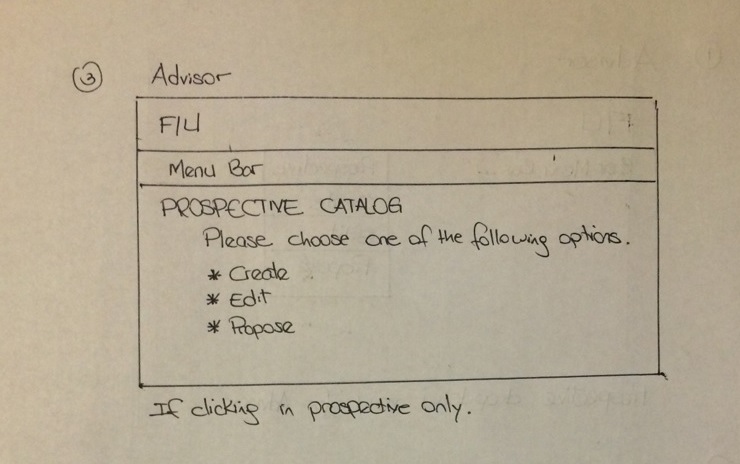 ③ Advisor
FIU
Menu Bar
PROSPECTIVE CATALOG
Please choose one of the following options.
* Create
* Edit
* Propose
If clicking in prospective only.